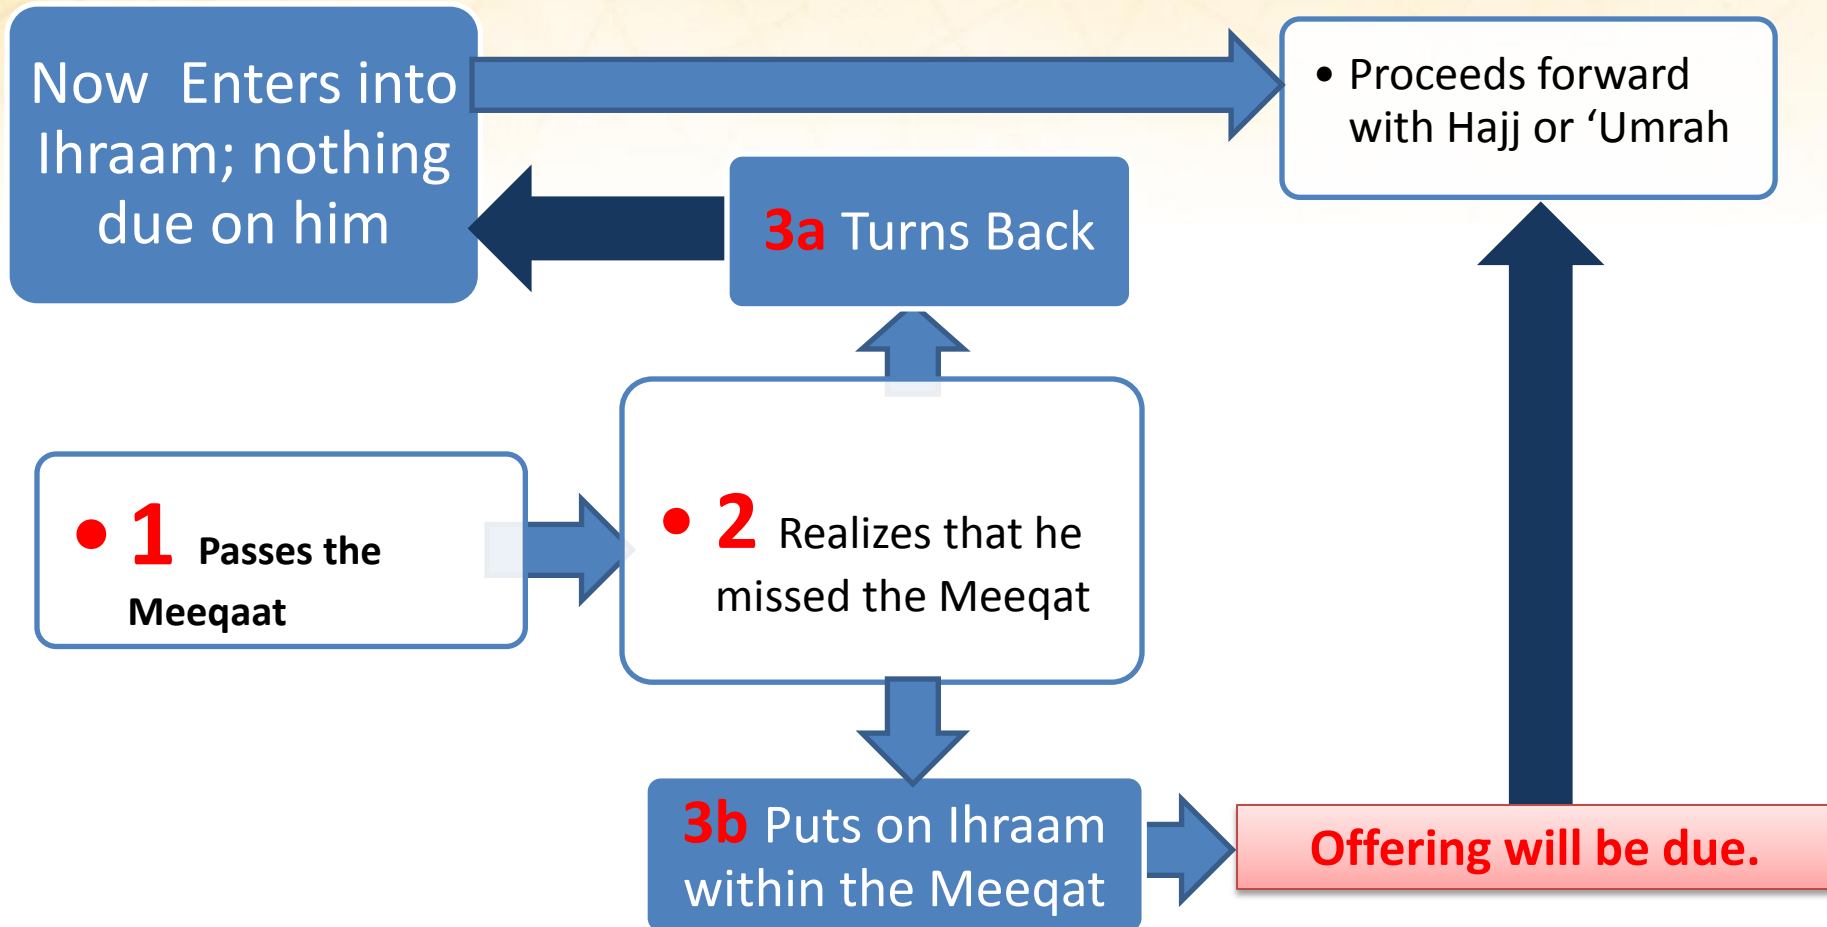 Now  Enters into
Ihraam; nothing
due on him
• Proceeds forward
with Hajj or ‘Umrah
3a Turns Back
• 1 Passes the
Meeqaat
• 2 Realizes that he
missed the Meeqat
3b Puts on Ihraam
within the Meeqat
Offering will be due.